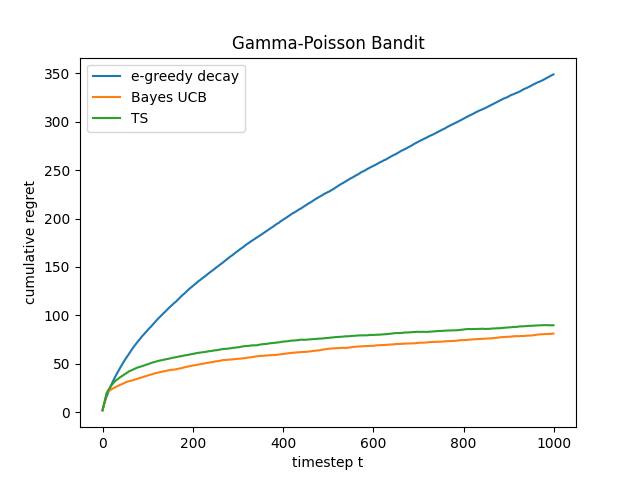 Gamma-Poisson Bandit
e-greedy decay
Bayes UCB
TS
cumulative regret
350
300
250
200
150
100
50
0
0 200 400 600 800 1000
timestep t